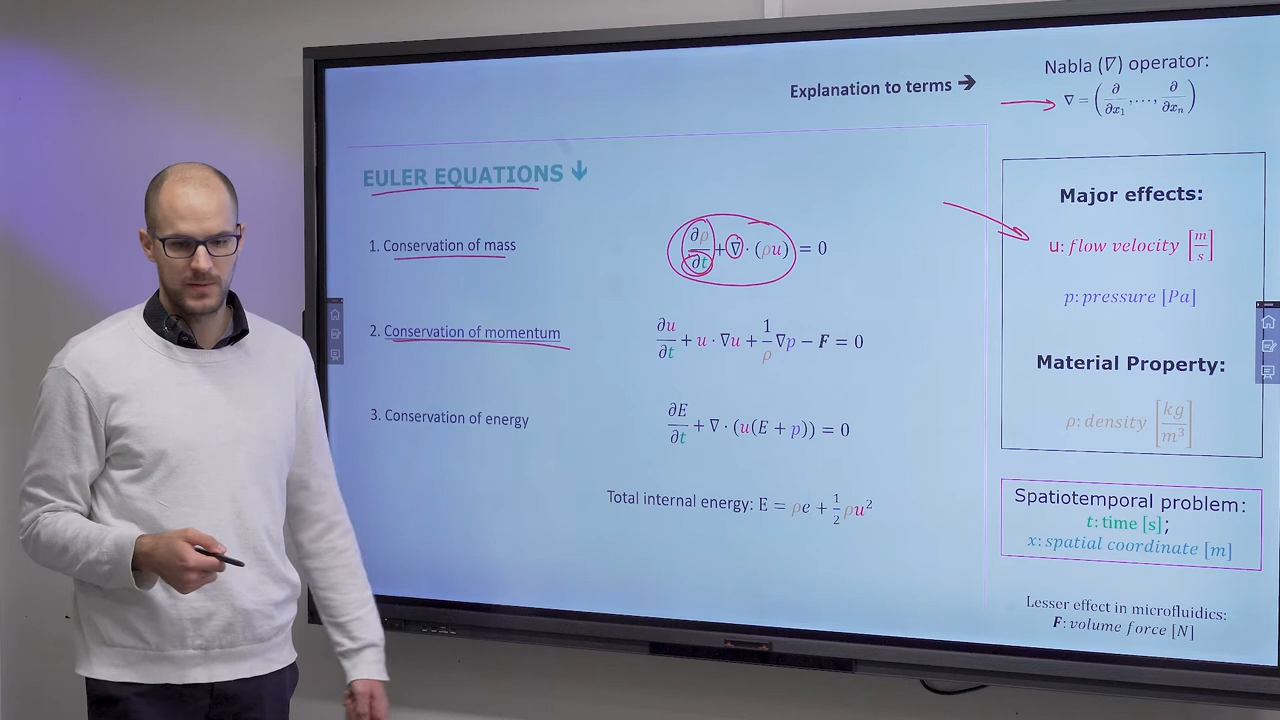 Explanation to terms →
Nabla (∇) operator:
∇ = (∂/∂x₁, ⋯, ∂/∂xₙ)
EULER EQUATIONS ↓
1. Conservation of mass
∂ρ/∂t + ∇ · (ρu) = 0
2. Conservation of momentum
∂u/∂t + u · ∇u + 1/ρ ∇p − F = 0
3. Conservation of energy
∂E/∂t + ∇ · (u(E + p)) = 0
Total internal energy: E = ρe + 1/2 ρu²
Major effects:
u: flow velocity [m/s]
p: pressure [Pa]
Material Property:
ρ: density [kg/m³]
Spatiotemporal problem:
t: time [s];
x: spatial coordinate [m]
Lesser effect in microfluidics:
F: volume force [N]